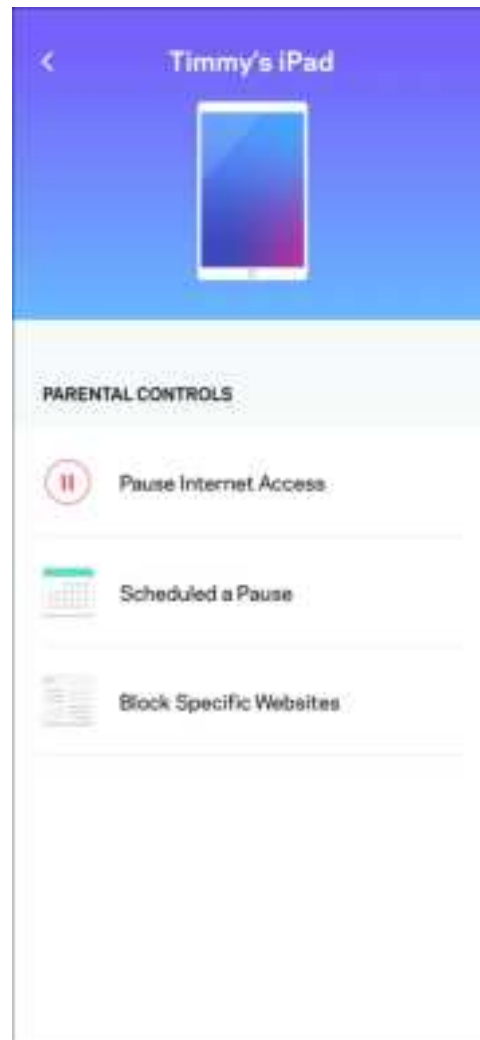 Timmy's iPad
PARENTAL CONTROLS
Pause Internet Access
Scheduled a Pause
Block Specific Websites